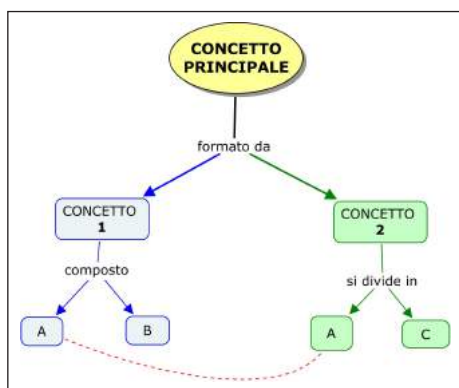 CONCETTO
PRINCIPALE
formato da
CONCETTO
1
CONCETTO
2
composto
si divide in
A
B
A
C